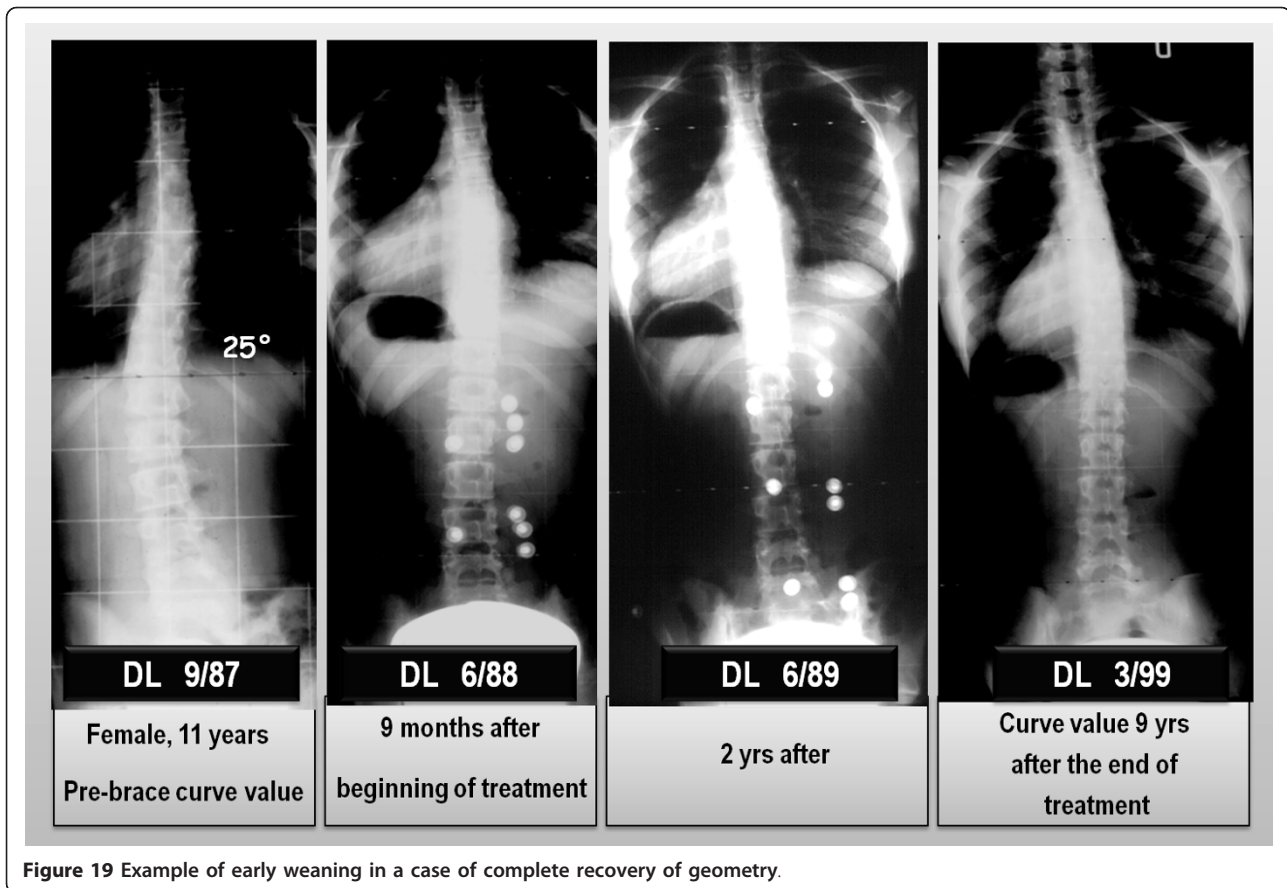 25°
DL 9/87
DL 6/88
DL 6/89
DL 3/99
Female, 11 years
Pre-brace curve value
9 months after
beginning of treatment
2 yrs after
Curve value 9 yrs
after the end of
treatment
Figure 19 Example of early weaning in a case of complete recovery of geometry.